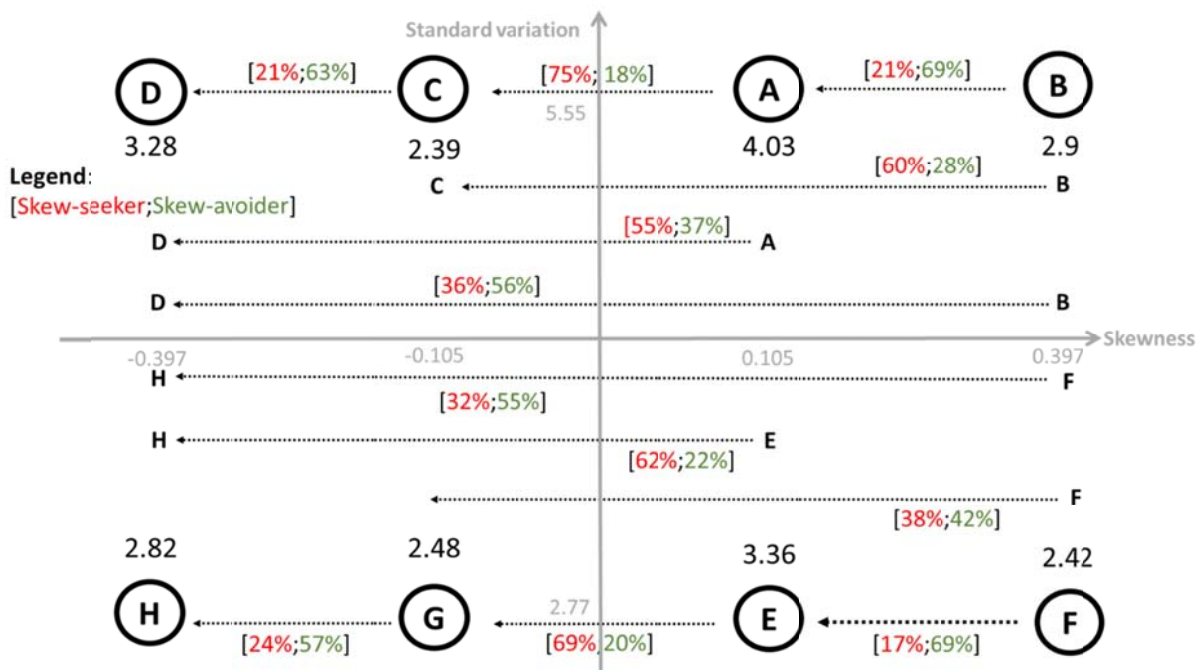 Standard variation
[21%;63%] [75%; 18%] [21%;69%]
D C A B
5.55
3.28 2.39 4.03 2.9
Legend:
[60%;28%]
C B
[Skew-seeker;Skew-avoider]
[55%;37%]
D A
[36%;56%]
D B
Skewness
-0.397 -0.105 0.105 0.397
H F
[32%;55%]
H E
[62%;22%]
F
[38%;42%]
2.82 2.48 3.36 2.42
2.77
H G E F
[24%;57%] [69% 20%] [17%;69%]